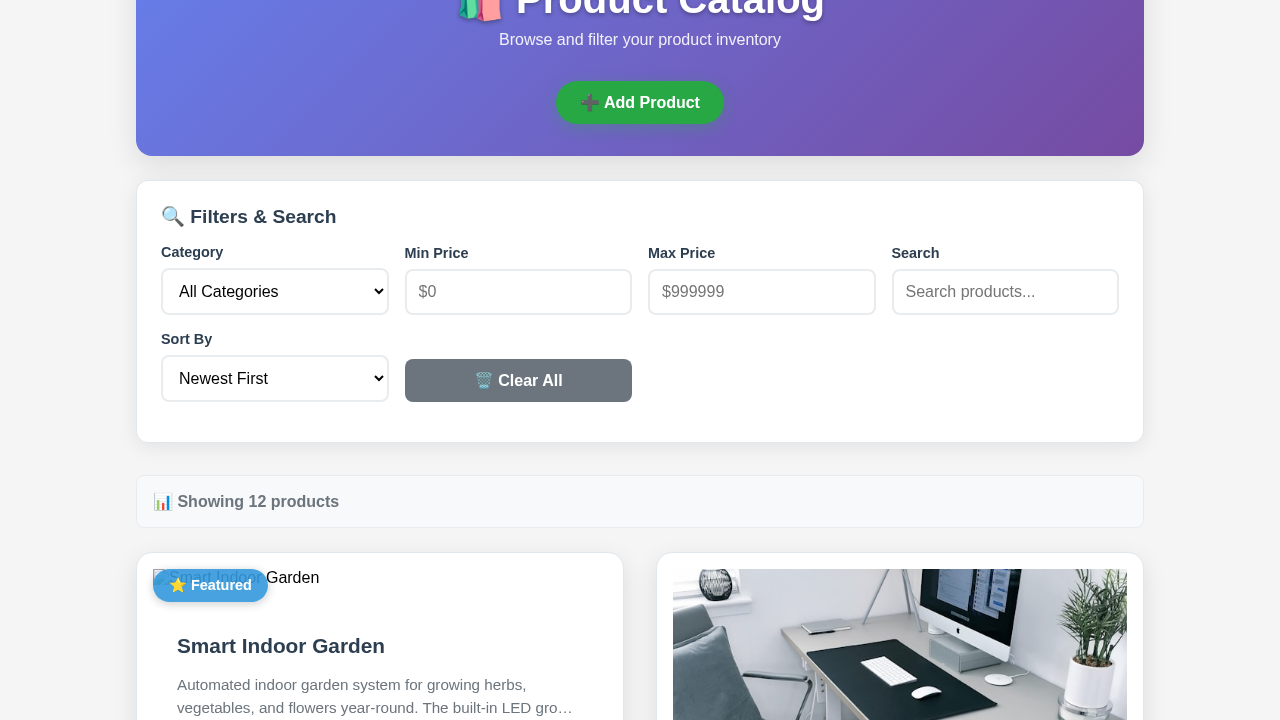 Product Catalog
Browse and filter your product inventory
➕ Add Product
🔍 Filters & Search
Category
Min Price
Max Price
Search
All Categories
$0
$999999
Search products...
Sort By
Newest First
🗑️ Clear All
📊 Showing 12 products
Smart Indoor Garden
⭐ Featured
Smart Indoor Garden
Automated indoor garden system for growing herbs,
vegetables, and flowers year-round. The built-in LED gro…